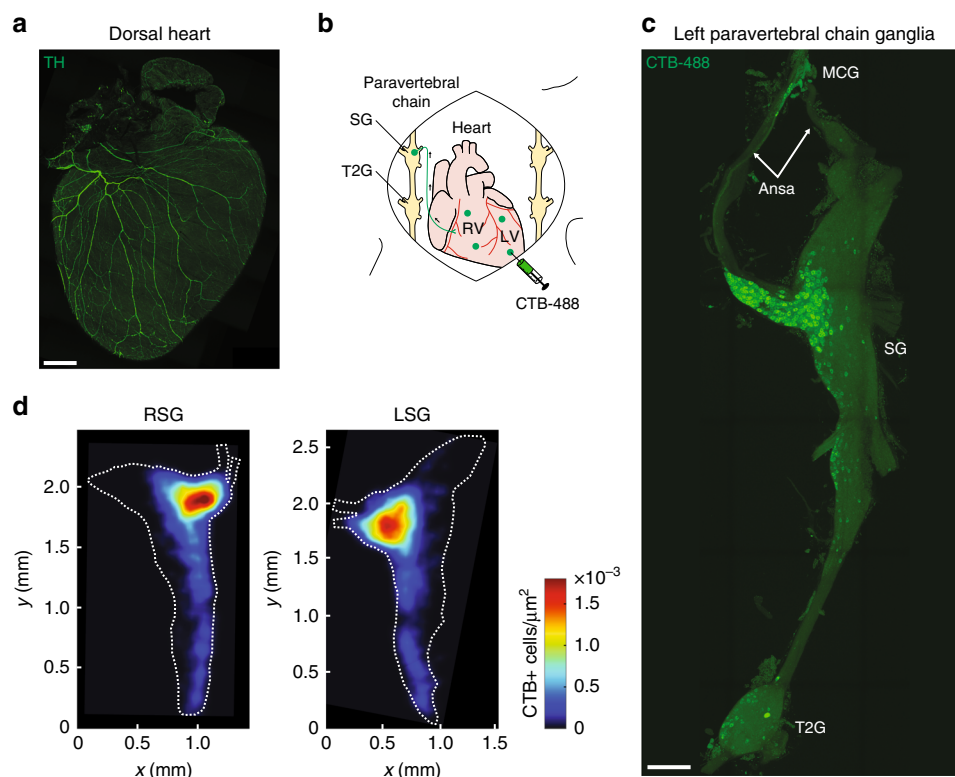 a
Dorsal heart
TH
b
Paravertebral
chain
SG
Heart
T2G
RV
LV
CTB-488
c
Left paravertebral chain ganglia
CTB-488
MCG
Ansa
SG
T2G
d
RSG
2.0
1.5
1.0
0.5
0
y (mm)
0
0.5
1.0
x (mm)
LSG
2.5
2.0
1.5
1.0
0.5
0
y (mm)
0
0.5
1.0
1.5
x (mm)
×10⁻³
1.5
1.0
0.5
0
CTB+ cells/μm²